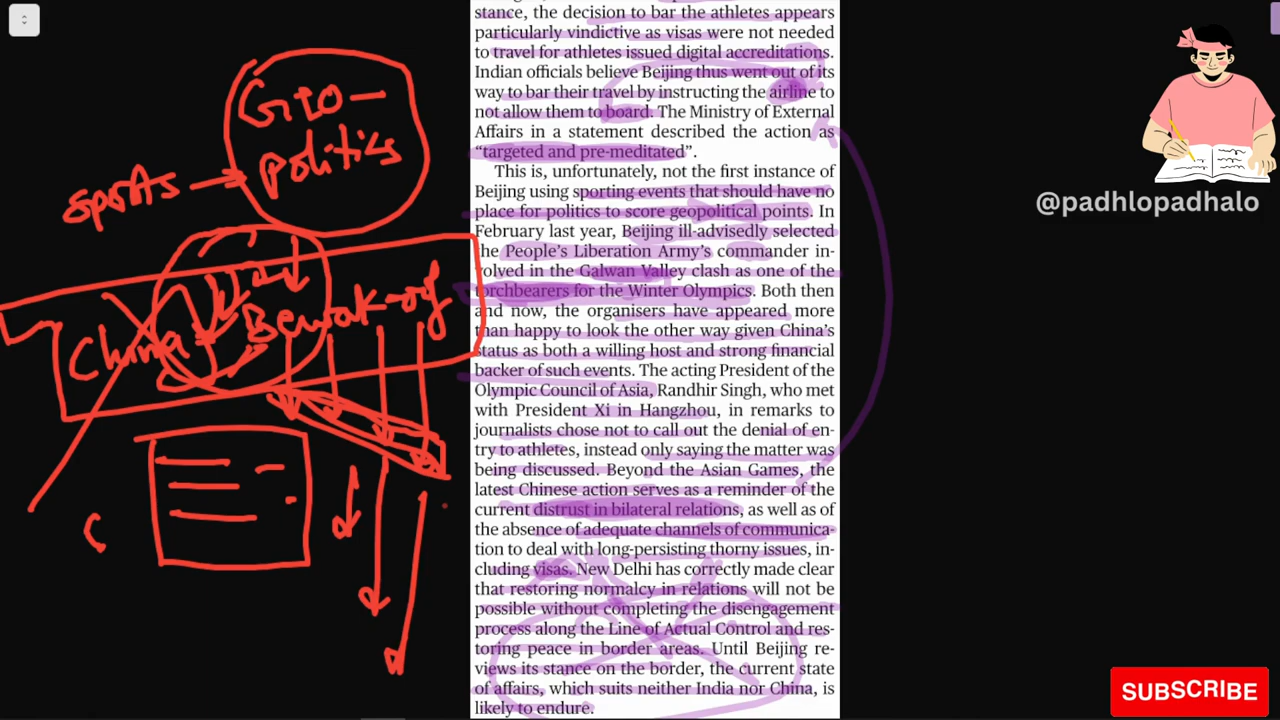 Geo-
politics
sports
China Bewakoof
stance, the decision to bar the athletes appears
particularly vindictive as visas were not needed
to travel for athletes issued digital accreditations.
Indian officials believe Beijing thus went out of its
way to bar their travel by instructing the airline to
not allow them to board. The Ministry of External
Affairs in a statement described the action as
“targeted and pre-meditated”.
This is, unfortunately, not the first instance of
Beijing using sporting events that should have no
place for politics to score geopolitical points. In
February last year, Beijing ill-advisedly selected
the People’s Liberation Army’s commander in-
volved in the Galwan Valley clash as one of the
torchbearers for the Winter Olympics. Both then
and now, the organisers have appeared more
than happy to look the other way given China’s
status as both a willing host and strong financial
backer of such events. The acting President of the
Olympic Council of Asia, Randhir Singh, who met
with President Xi in Hangzhou, in remarks to
journalists chose not to call out the denial of en-
try to athletes, instead only saying the matter was
being discussed. Beyond the Asian Games, the
latest Chinese action serves as a reminder of the
current distrust in bilateral relations, as well as of
the absence of adequate channels of communica-
tion to deal with long-persisting thorny issues, in-
cluding visas. New Delhi has correctly made clear
that restoring normalcy in relations will not be
possible without completing the disengagement
process along the Line of Actual Control and res-
toring peace in border areas. Until Beijing re-
views its stance on the border, the current state
of affairs, which suits neither India nor China, is
likely to endure.
@padhlopadhalo
SUBSCRIBE